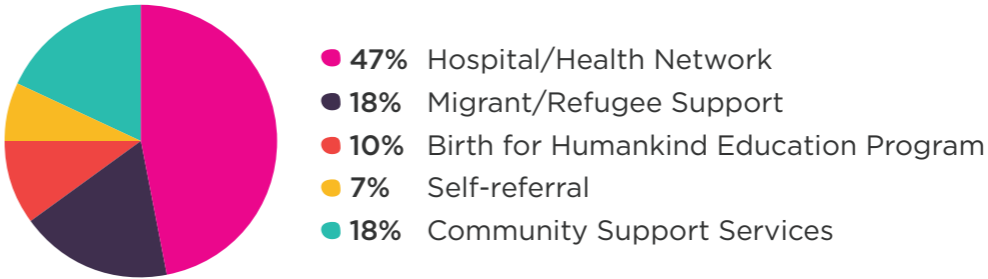 47% Hospital/Health Network
18% Migrant/Refugee Support
10% Birth for Humankind Education Program
7% Self-referral
18% Community Support Services